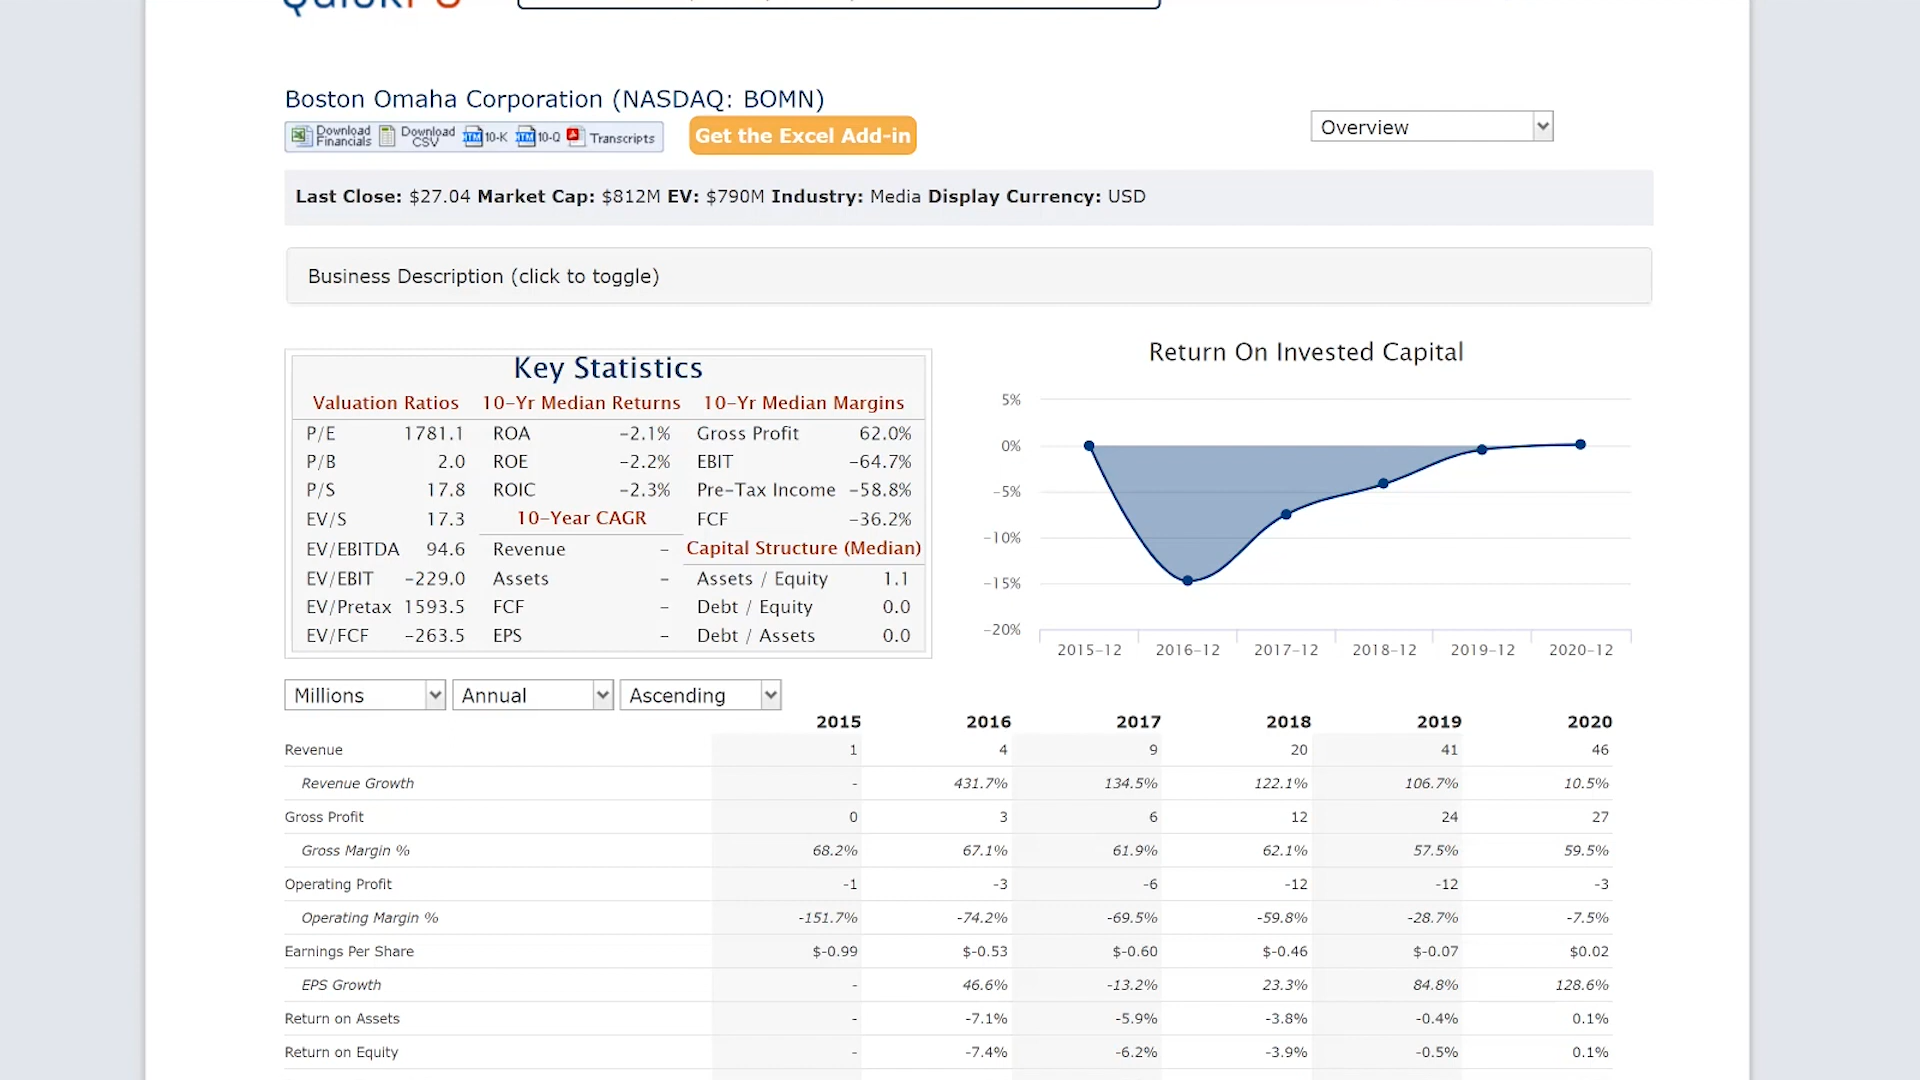 Boston Omaha Corporation (NASDAQ: BOMN)
Download Financials Download CSV 10-K 10-Q Transcripts
Get the Excel Add-in
Overview
Last Close: $27.04 Market Cap: $812M EV: $790M Industry: Media Display Currency: USD
Business Description (click to toggle)
Key Statistics
Valuation Ratios 10-Yr Median Returns 10-Yr Median Margins
P/E 1781.1 ROA -2.1% Gross Profit 62.0%
P/B 2.0 ROE -2.2% EBIT -64.7%
P/S 17.8 ROIC -2.3% Pre-Tax Income -58.8%
EV/S 17.3 10-Year CAGR FCF -36.2%
EV/EBITDA 94.6 Revenue - Capital Structure (Median)
EV/EBIT -229.0 Assets - Assets / Equity 1.1
EV/Pretax 1593.5 FCF - Debt / Equity 0.0
EV/FCF -263.5 EPS - Debt / Assets 0.0
Return On Invested Capital
5%
0%
-5%
-10%
-15%
-20%
2015-12 2016-12 2017-12 2018-12 2019-12 2020-12
Millions Annual Ascending
2015 2016 2017 2018 2019 2020
Revenue 1 4 9 20 41 46
Revenue Growth - 431.7% 134.5% 122.1% 106.7% 10.5%
Gross Profit 0 3 6 12 24 27
Gross Margin % 68.2% 67.1% 61.9% 62.1% 57.5% 59.5%
Operating Profit -1 -3 -6 -12 -12 -3
Operating Margin % -151.7% -74.2% -69.5% -59.8% -28.7% -7.5%
Earnings Per Share $-0.99 $-0.53 $-0.60 $-0.46 $-0.07 $0.02
EPS Growth - 46.6% -13.2% 23.3% 84.8% 128.6%
Return on Assets - -7.1% -5.9% -3.8% -0.4% 0.1%
Return on Equity - -7.4% -6.2% -3.9% -0.5% 0.1%